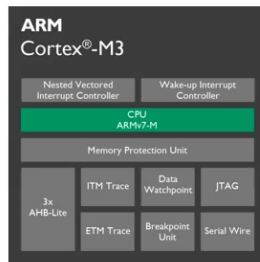 ARM
Cortex®-M3
Nested Vectored
Interrupt Controller
Wake-up Interrupt
Controller
CPU
ARMv7-M
Memory Protection Unit
3x
AHB-Lite
ITM Trace
Data
Watchpoint
JTAG
ETM Trace
Breakpoint
Unit
Serial Wire